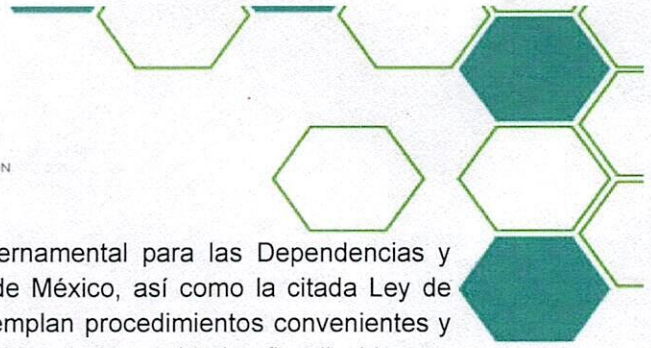 N
ernamental para las Dependencias y
de México, así como la citada Ley de
emplan procedimientos convenientes y